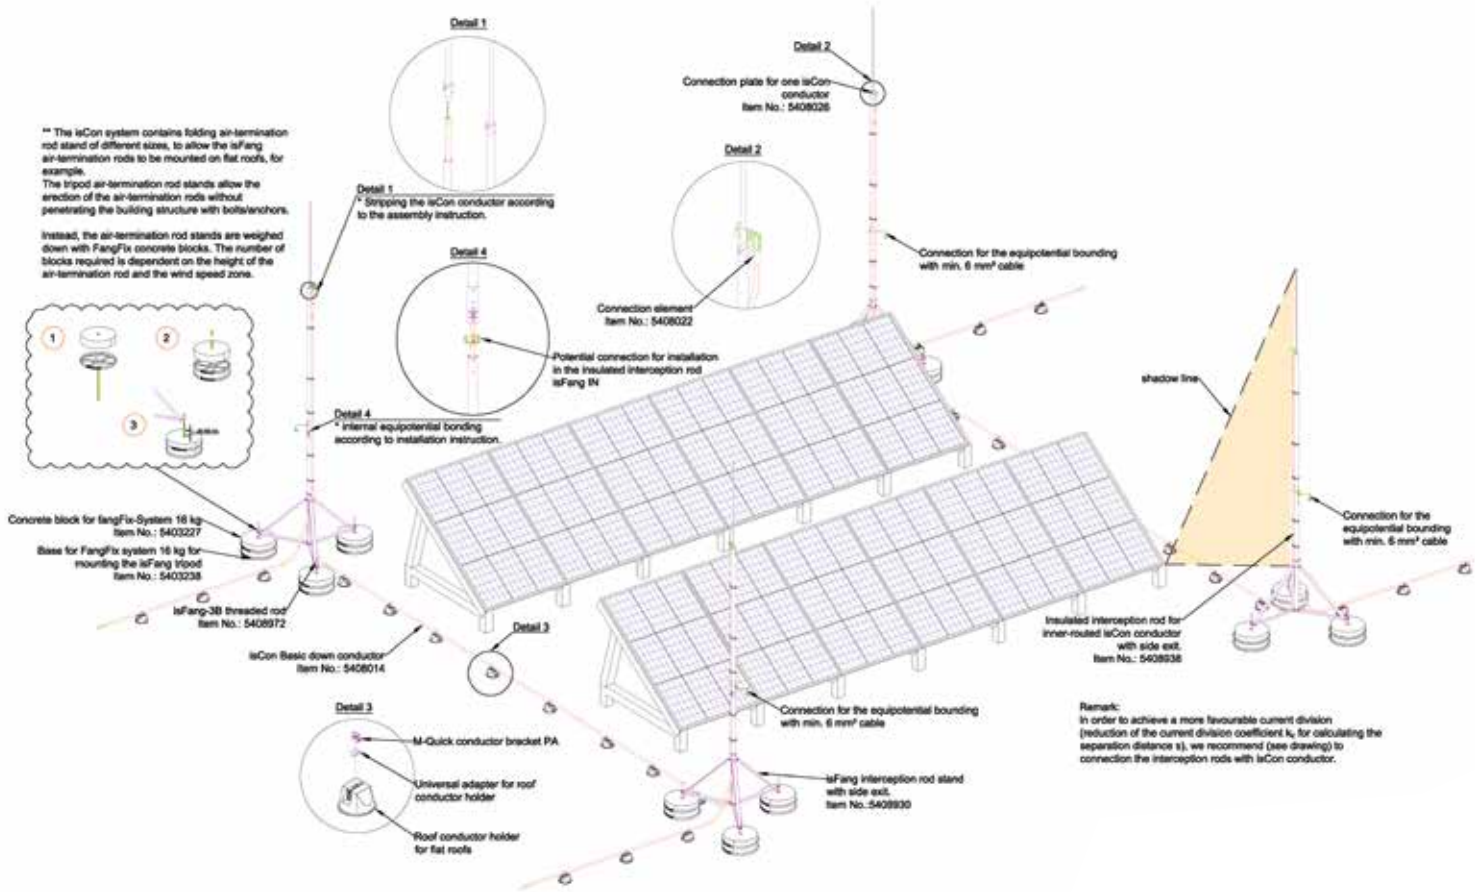 Detail 1
Detail 2
Connection plate for one isCon
conductor
Item No.: 5408026
** The isCon system contains folding air-termination
rod stand of different sizes, to allow the isFang
air-termination rods to be mounted on flat roofs, for
example.
The tripod air-termination rod stands allow the
erection of the air-termination rods without
penetrating the building structure with bolts/anchors.
Instead, the air-termination rod stands are weighed
down with FangFix concrete blocks. The number of
blocks required is dependent on the height of the
air-termination rod and the wind speed zone.
Detail 2
Detail 1
* Stripping the isCon conductor according
to the assembly instruction.
Detail 4
Connection for the equipotential bounding
with min. 6 mm² cable
Connection element
Item No.: 5408022
1
2
3
Potential connection for installation
in the insulated interception rod
isFang IN
shadow line
Detail 4
* Internal equipotential bonding
according to installation instruction.
Concrete block for fangFix-System 16 kg
Item No.: 5403227
Base for FangFix system 16 kg for
mounting the isFang tripod
Item No.: 5403238
isFang-3B threaded rod
Item No.: 5408972
Connection for the
equipotential bounding
with min. 6 mm² cable
isCon Basic down conductor
Item No.: 5408014
Detail 3
Insulated interception rod for
inner-routed isCon conductor
with side exit.
Item No.: 5408938
Detail 3
M-Quick conductor bracket PA
Universal adapter for roof
conductor holder
Roof conductor holder
for flat roofs
Connection for the equipotential bounding
with min. 6 mm² cable
isFang interception rod stand
with side exit.
Item No.:5408930
Remark:
In order to achieve a more favourable current division
(reduction of the current division coefficient kc for calculating the
separation distance s), we recommend (see drawing) to
connection the interception rods with isCon conductor.